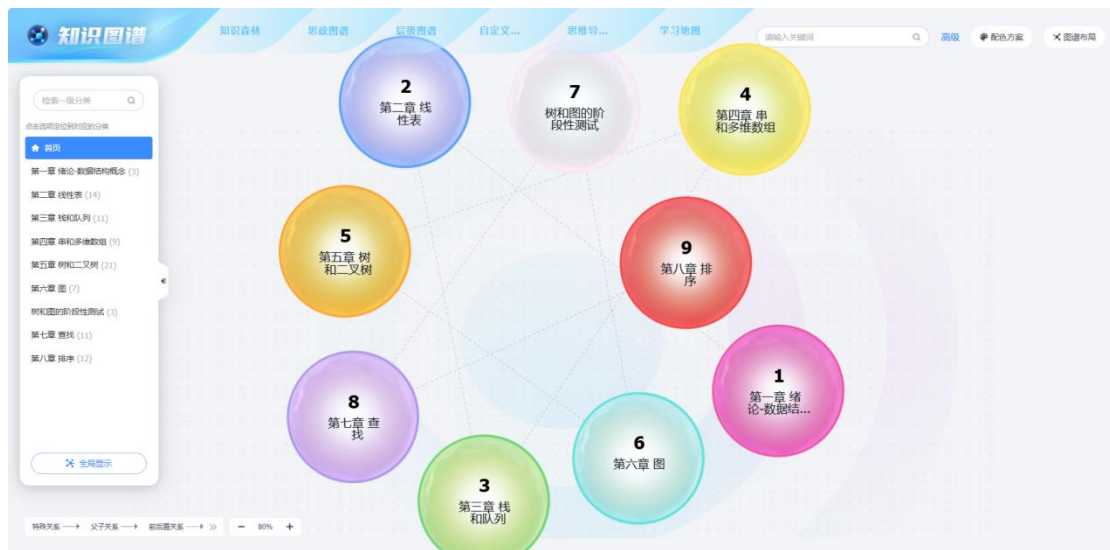 知识图谱
知识森林
思政图谱
层级图谱
自定义...
思维导...
学习地图
请输入关键词
高级
配色方案
图谱布局
检索一级分类
点击选项定位到对应的分类
首页
第一章 绪论-数据结构概念 (3)
第二章 线性表 (14)
第三章 栈和队列 (11)
第四章 串和多维数组 (9)
第五章 树和二叉树 (21)
第六章 图 (7)
树和图的阶段性测试 (3)
第七章 查找 (11)
第八章 排序 (12)
全局显示
特殊关系
父子关系
前后置关系
80%
2
第二章 线
性表
7
树和图的阶
段性测试
4
第四章 串
和多维数组
5
第五章 树
和二叉树
9
第八章 排
序
1
第一章 绪
论-数据结...
8
第七章 查
找
6
第六章 图
3
第三章 栈
和队列